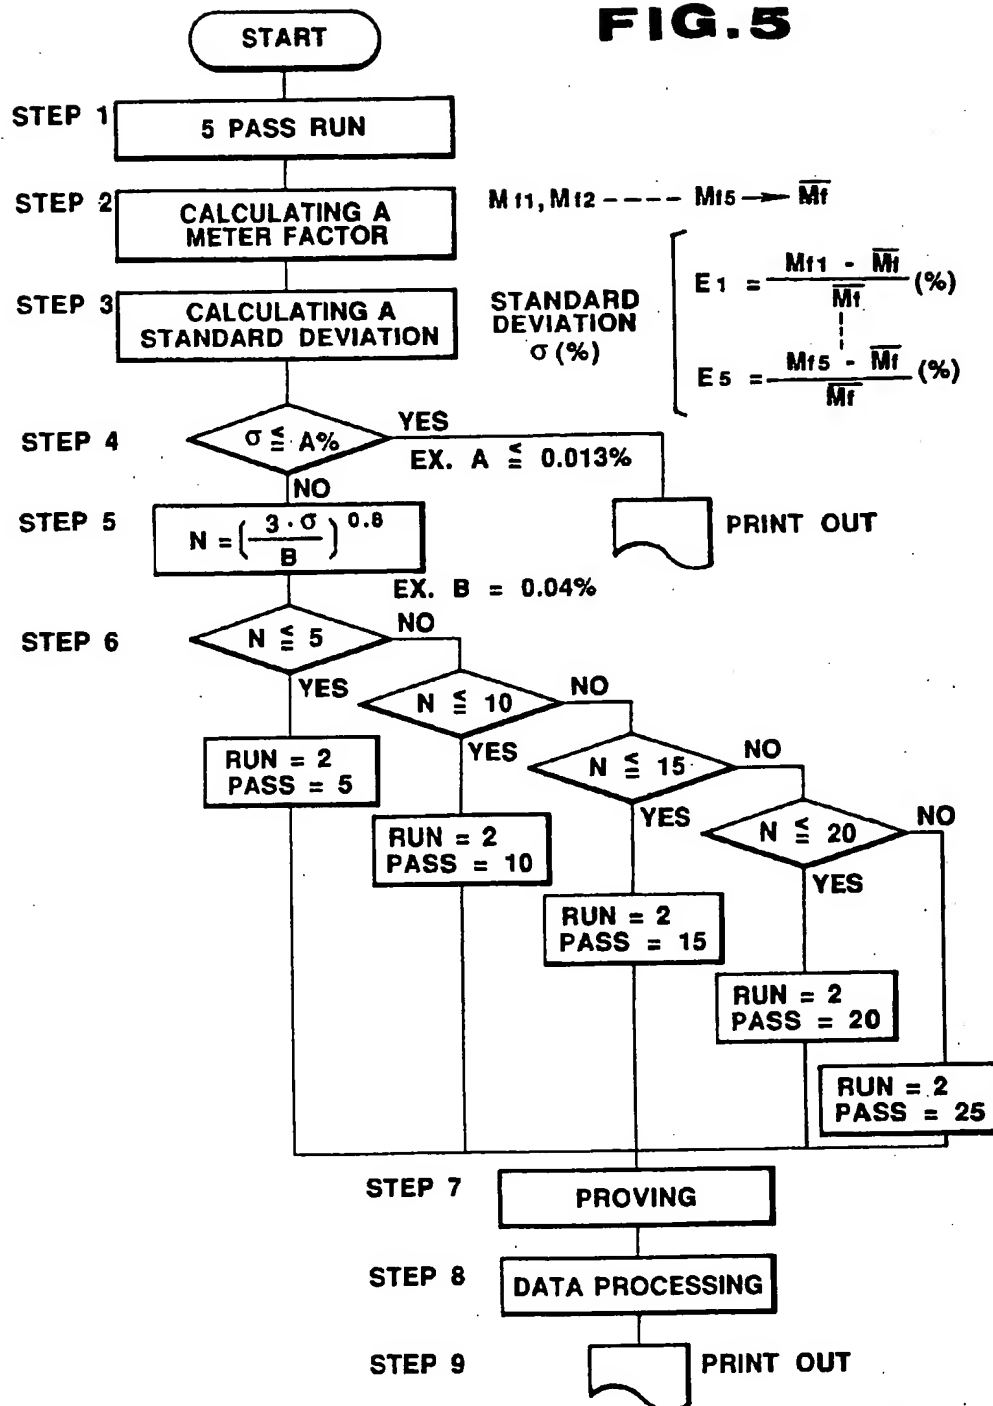 FIG.5
START
STEP 1
5 PASS RUN
STEP 2
CALCULATING A
METER FACTOR
Mf1, Mf2 ---- Mf5 → M̅f̅
STEP 3
CALCULATING A
STANDARD DEVIATION
STANDARD
DEVIATION
σ (%)
E1 = (Mf1 - M̅f̅) / M̅f̅ (%)
E5 = (Mf5 - M̅f̅) / M̅f̅ (%)
STEP 4
σ ≦ A%
YES
EX. A ≦ 0.013%
NO
PRINT OUT
STEP 5
N = (3・σ / B)^0.8
EX. B = 0.04%
STEP 6
N ≦ 5
NO
YES
N ≦ 10
NO
YES
N ≦ 15
NO
YES
N ≦ 20
NO
YES
RUN = 2
PASS = 5
RUN = 2
PASS = 10
RUN = 2
PASS = 15
RUN = 2
PASS = 20
RUN = 2
PASS = 25
STEP 7
PROVING
STEP 8
DATA PROCESSING
STEP 9
PRINT OUT